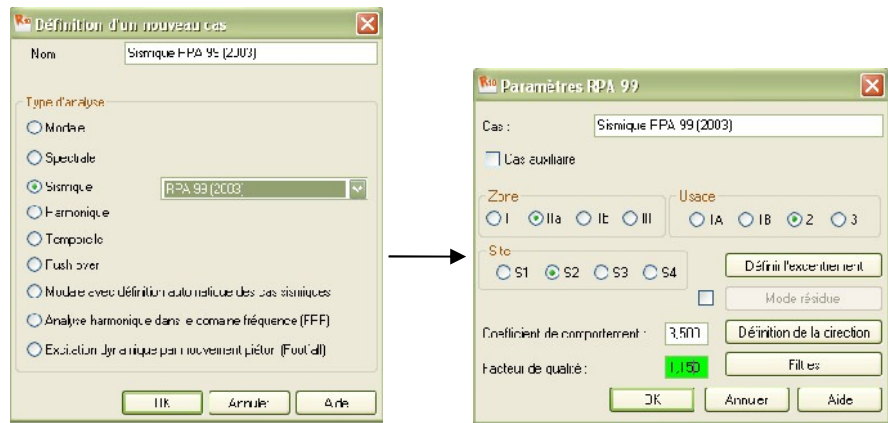 Définition d'un nouveau cas
Nom
Sismique RPA 99 (2003)
Type d'analyse
Modale
Spectrale
Sismique
RPA 99 (2003)
Harmonique
Temporelle
Push over
Modale avec définition automatique des cas sismiques
Analyse harmonique dans le domaine fréquence (FRF)
Excitation dynamique par mouvement piéton (Footfall)
OK
Annuler
Aide
Paramètres RPA 99
Cas :
Sismique RPA 99 (2003)
Cas auxiliaire
Zone
I
IIa
IIb
III
Usage
1A
1B
2
3
Site
S1
S2
S3
S4
Définir l'excentrement
Mode résidue
Coefficient de comportement :
3,500
Définition de la direction
Facteur de qualité :
1,150
Filtres
OK
Annuler
Aide